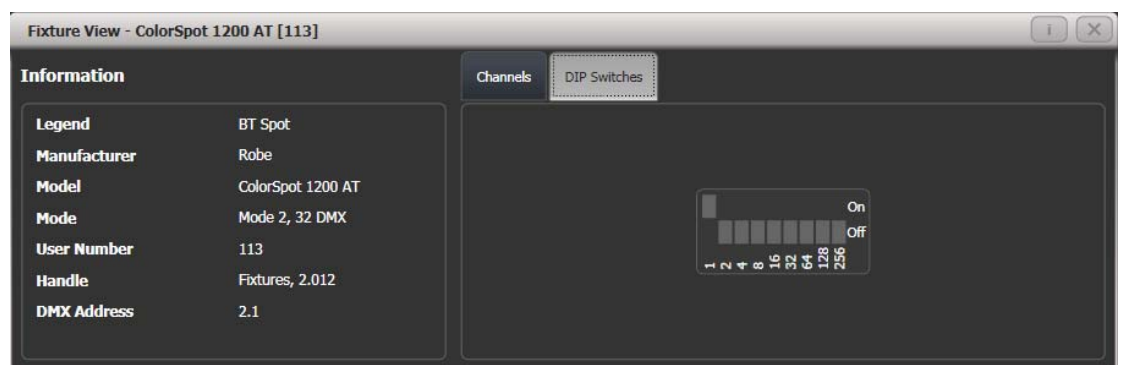 Fixture View - ColorSpot 1200 AT [113]
i X
Information
Channels DIP Switches
Legend BT Spot
Manufacturer Robe
Model ColorSpot 1200 AT
Mode Mode 2, 32 DMX
User Number 113
Handle Fixtures, 2.012
DMX Address 2.1
On
Off
1 2 4 8 16 32 64 128 256